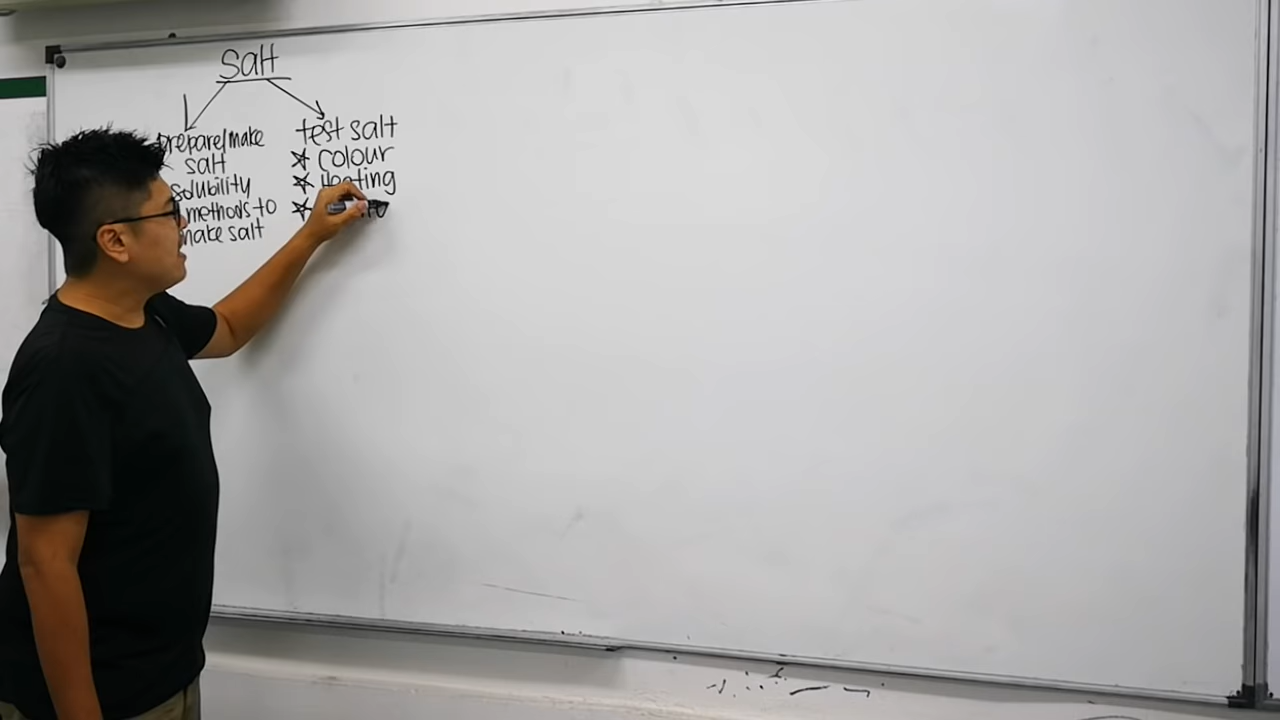 Salt
prepare/make
salt
solubility
methods to
make salt
test salt
☆ colour
☆ Heating
☆